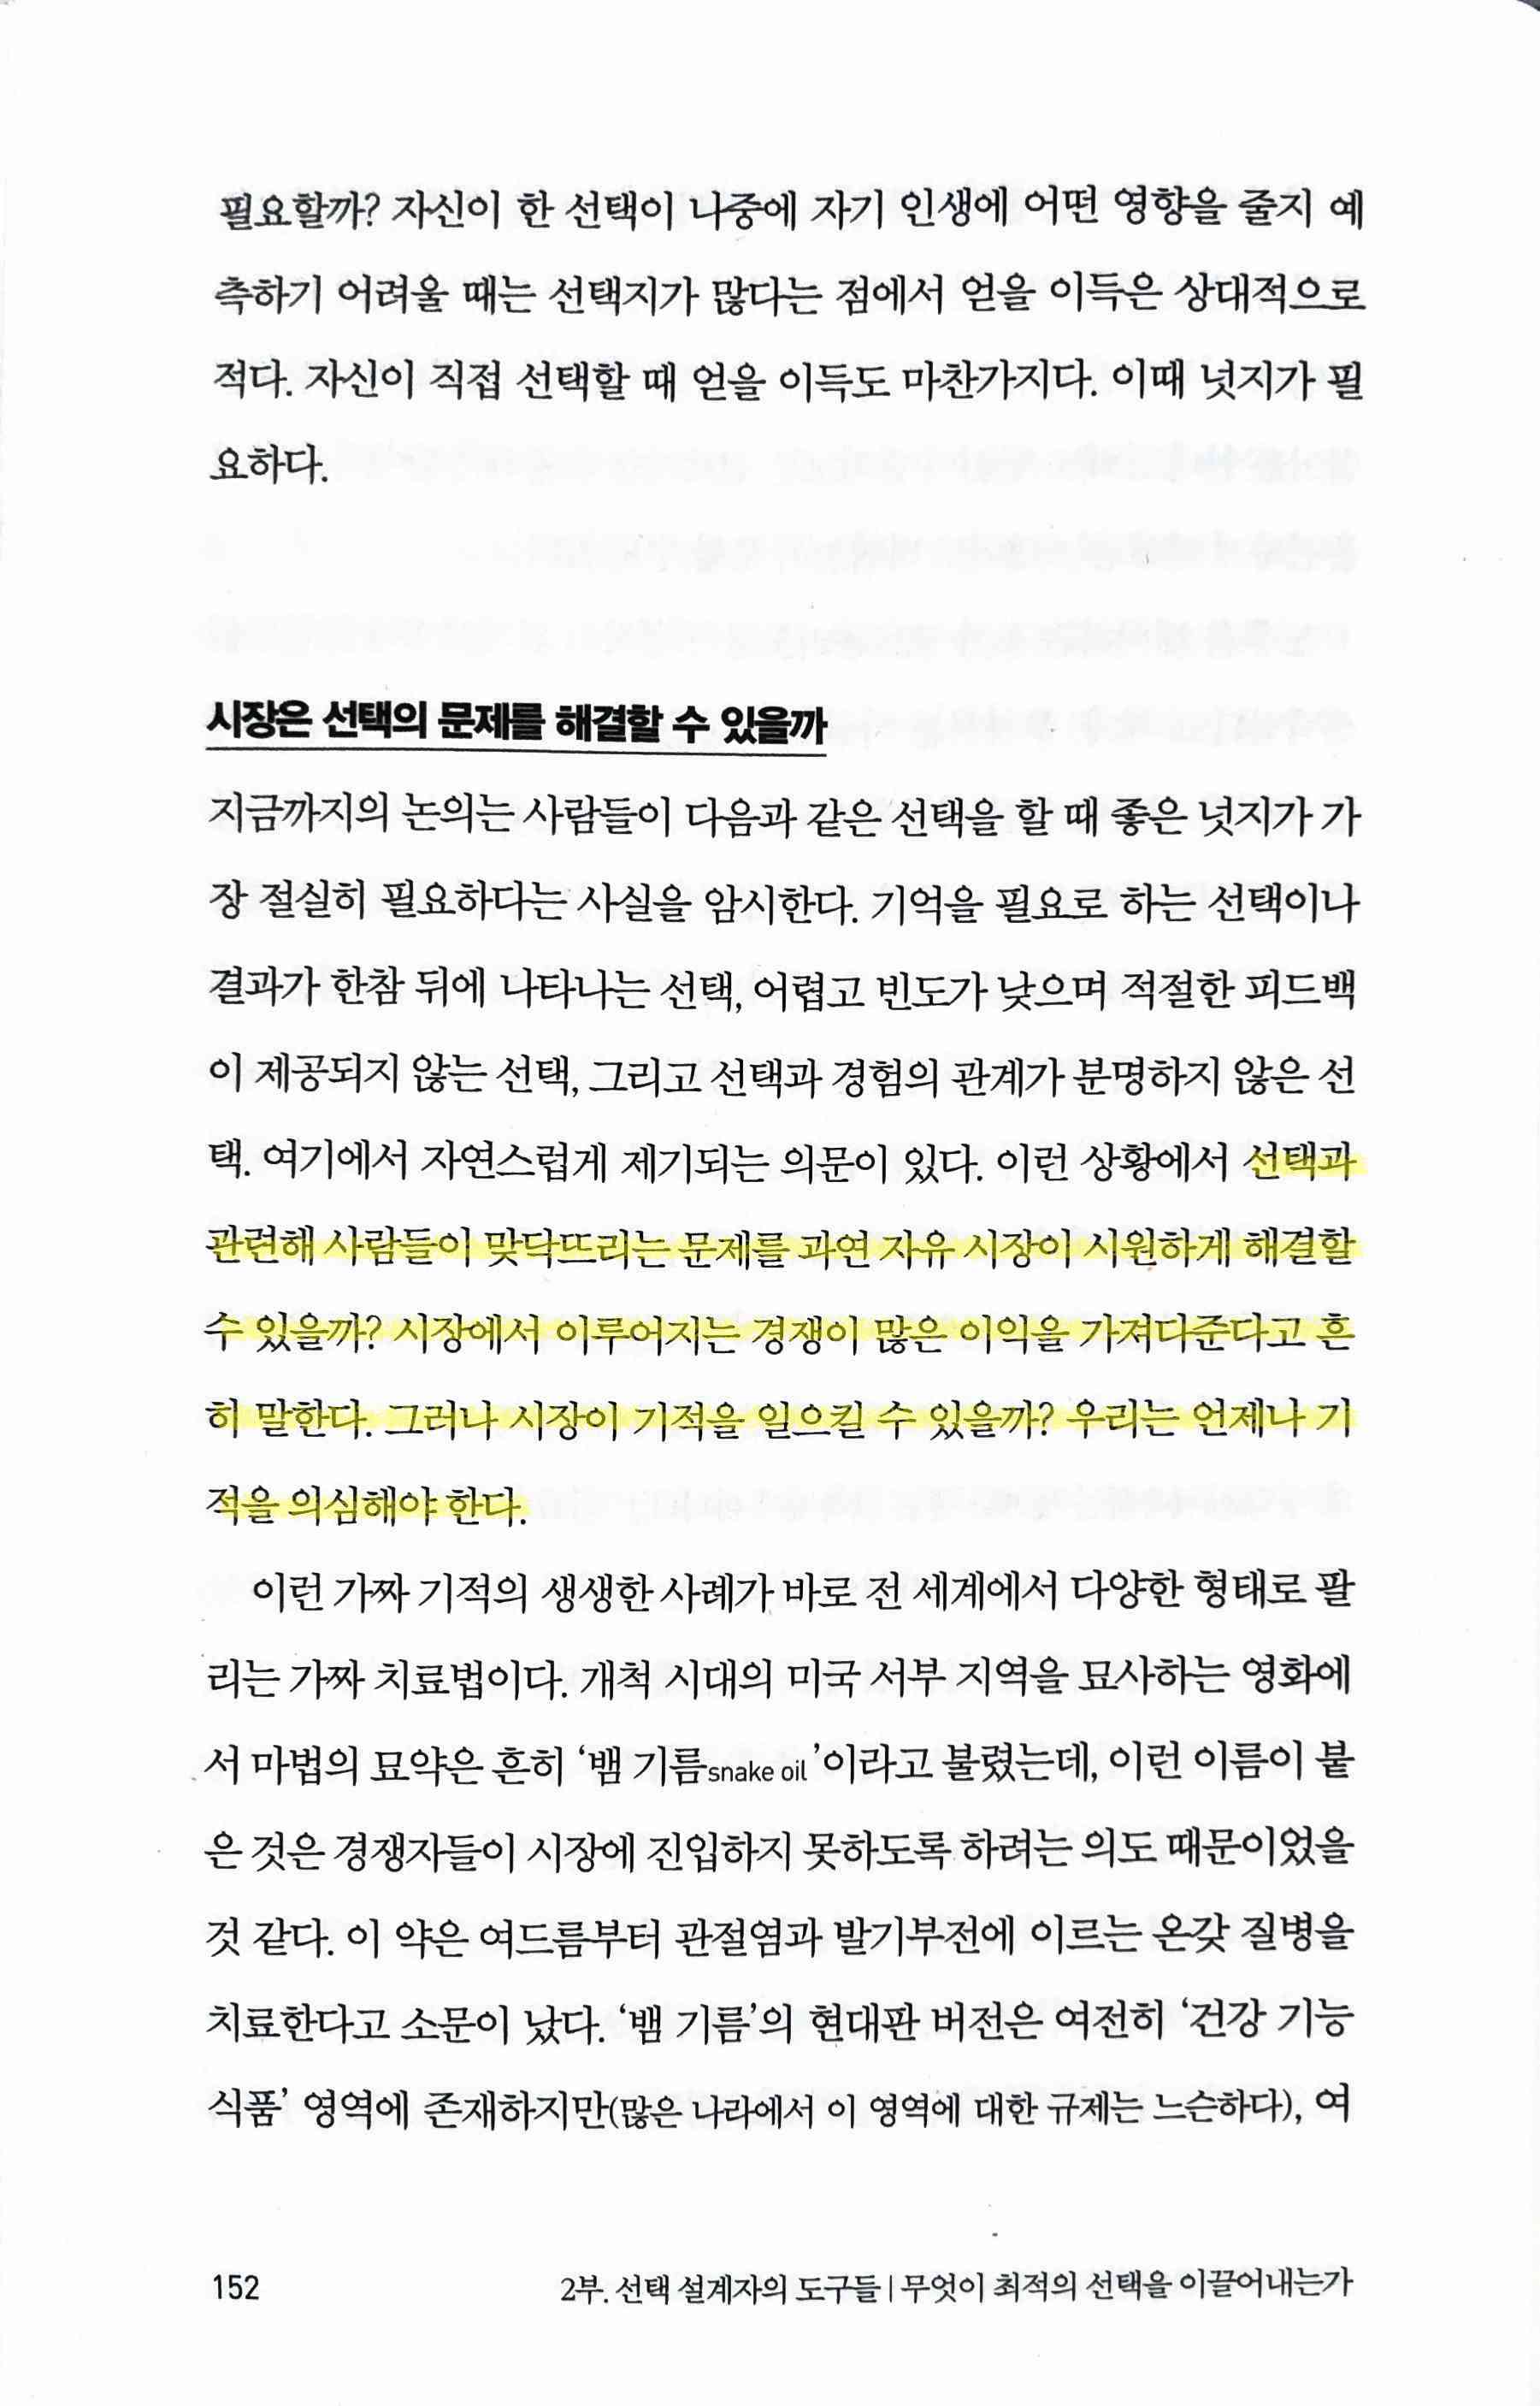 필요할까? 자신이 한 선택이 나중에 자기 인생에 어떤 영향을 줄지 예
측하기 어려울 때는 선택지가 많다는 점에서 얻을 이득은 상대적으로
적다. 자신이 직접 선택할 때 얻을 이득도 마찬가지다. 이때 넛지가 필
요하다.
시장은 선택의 문제를 해결할 수 있을까
지금까지의 논의는 사람들이 다음과 같은 선택을 할 때 좋은 넛지가 가
장 절실히 필요하다는 사실을 암시한다. 기억을 필요로 하는 선택이나
결과가 한참 뒤에 나타나는 선택, 어렵고 빈도가 낮으며 적절한 피드백
이 제공되지 않는 선택, 그리고 선택과 경험의 관계가 분명하지 않은 선
택. 여기에서 자연스럽게 제기되는 의문이 있다. 이런 상황에서 선택과
관련해 사람들이 맞닥뜨리는 문제를 과연 자유 시장이 시원하게 해결할
수 있을까? 시장에서 이루어지는 경쟁이 많은 이익을 가져다준다고 흔
히 말한다. 그러나 시장이 기적을 일으킬 수 있을까? 우리는 언제나 기
적을 의심해야 한다.
이런 가짜 기적의 생생한 사례가 바로 전 세계에서 다양한 형태로 팔
리는 가짜 치료법이다. 개척 시대의 미국 서부 지역을 묘사하는 영화에
서 마법의 묘약은 흔히 ‘뱀 기름snake oil’이라고 불렸는데, 이런 이름이 붙
은 것은 경쟁자들이 시장에 진입하지 못하도록 하려는 의도 때문이었을
것 같다. 이 약은 여드름부터 관절염과 발기부전에 이르는 온갖 질병을
치료한다고 소문이 났다. ‘뱀 기름’의 현대판 버전은 여전히 ‘건강 기능
식품’ 영역에 존재하지만(많은 나라에서 이 영역에 대한 규제는 느슨하다), 여
152 2부. 선택 설계자의 도구들 | 무엇이 최적의 선택을 이끌어내는가